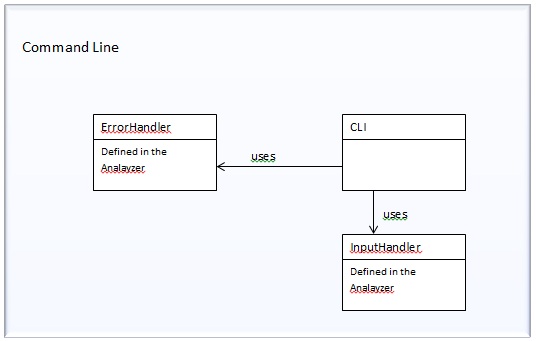 Command Line
ErrorHandler
CLI
Defined in the
Analayzer
uses
uses
InputHandler
Defined in the
Analayzer